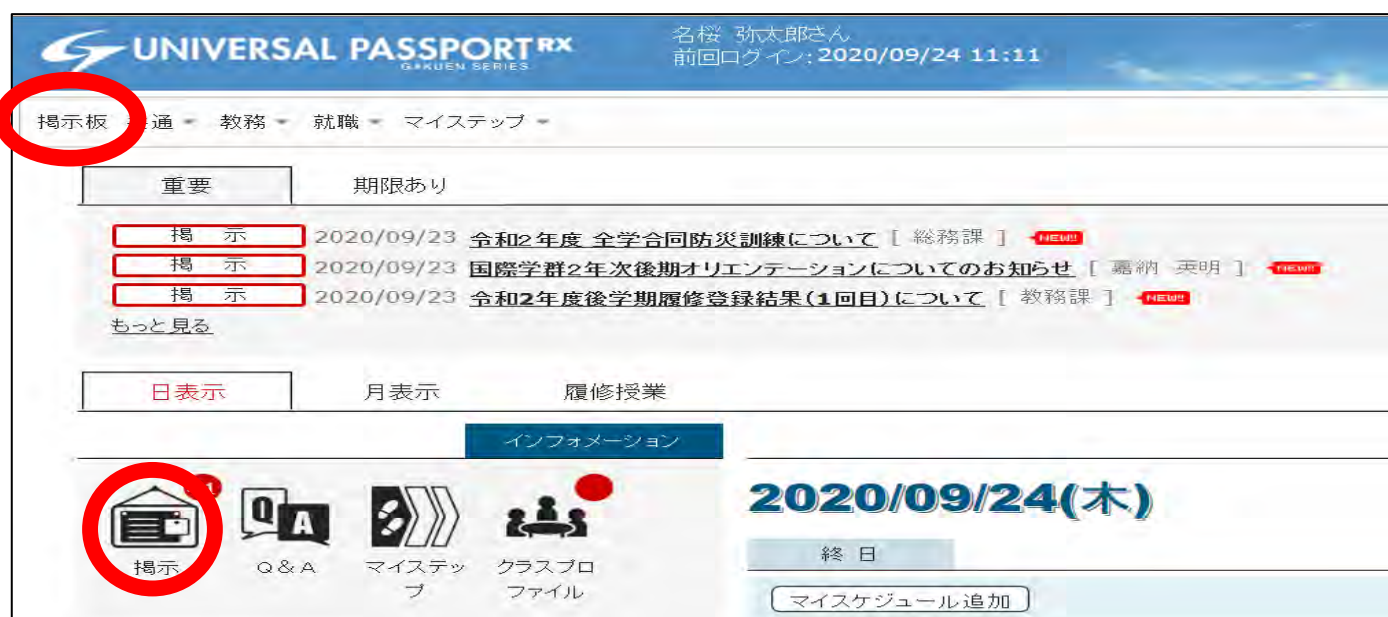 UNIVERSAL PASSPORT RX
GAKUEN SERIES
名桜 弥太郎さん
前回ログイン:2020/09/24 11:11
掲示板 通 教務 就職 マイステップ
重要 期限あり
掲 示 2020/09/23 令和2年度 全学合同防災訓練について [ 総務課 ] NEW!!
掲 示 2020/09/23 国際学群2年次後期オリエンテーションについてのお知らせ [ 嘉納 英明 ] NEW!!
掲 示 2020/09/23 令和2年度後学期履修登録結果(1回目)について [ 教務課 ] NEW!!
もっと見る
日表示 月表示 履修授業
インフォメーション
2020/09/24(木)
Q A
掲示 Q&A マイステッ クラスプロ
プ ファイル
終 日
マイスケジュール追加